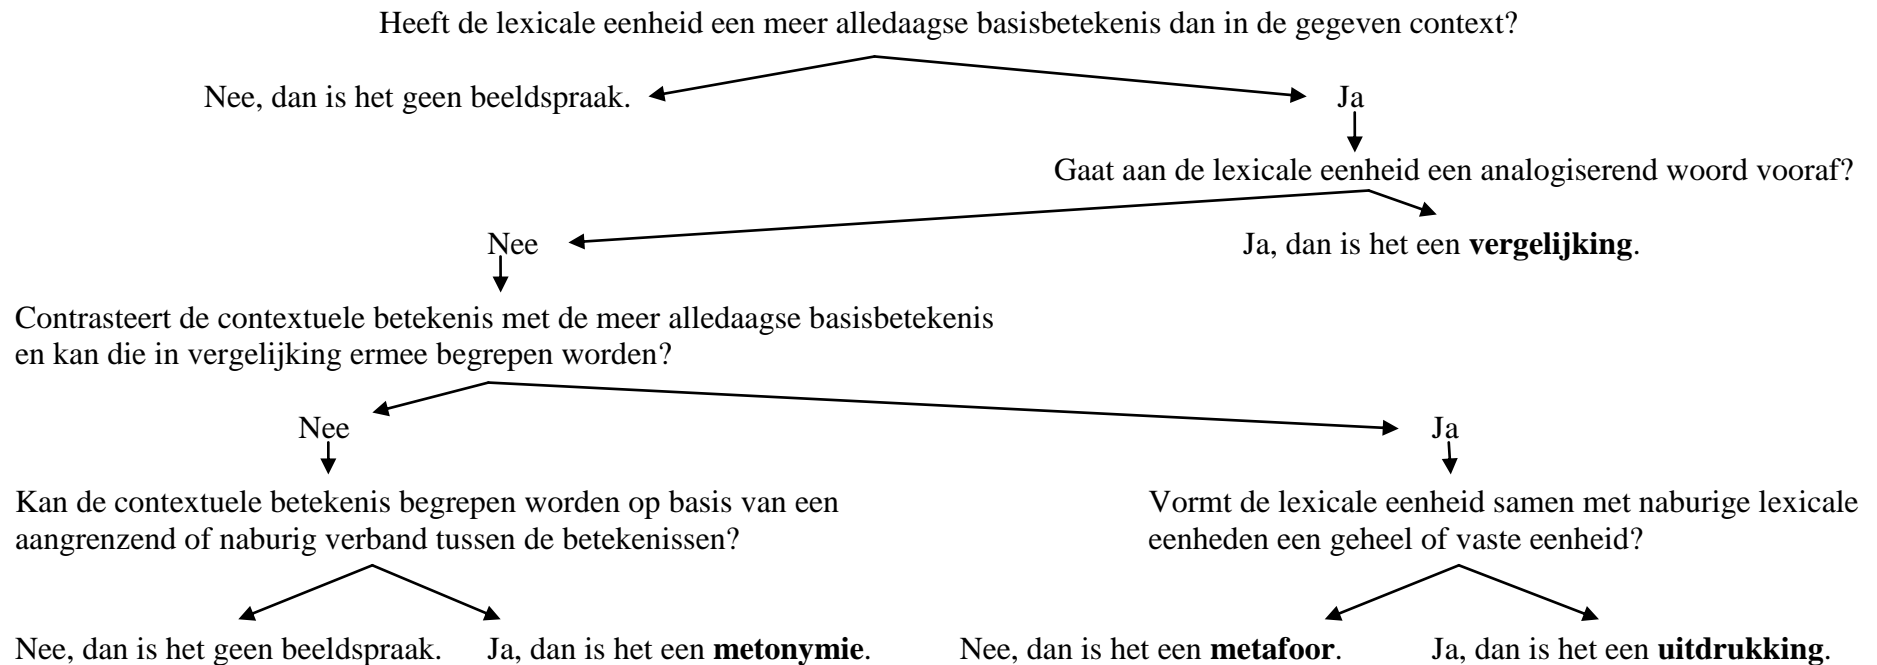 Heeft de lexicale eenheid een meer alledaagse basisbetekenis dan in de gegeven context?
Nee, dan is het geen beeldspraak.
Ja
Gaat aan de lexicale eenheid een analogiserend woord vooraf?
Nee
Ja, dan is het een vergelijking.
Contrasteert de contextuele betekenis met de meer alledaagse basisbetekenis
en kan die in vergelijking ermee begrepen worden?
Nee
Ja
Kan de contextuele betekenis begrepen worden op basis van een
aangrenzend of naburig verband tussen de betekenissen?
Vormt de lexicale eenheid samen met naburige lexicale
eenheden een geheel of vaste eenheid?
Nee, dan is het geen beeldspraak.
Ja, dan is het een metonymie.
Nee, dan is het een metafoor.
Ja, dan is het een uitdrukking.